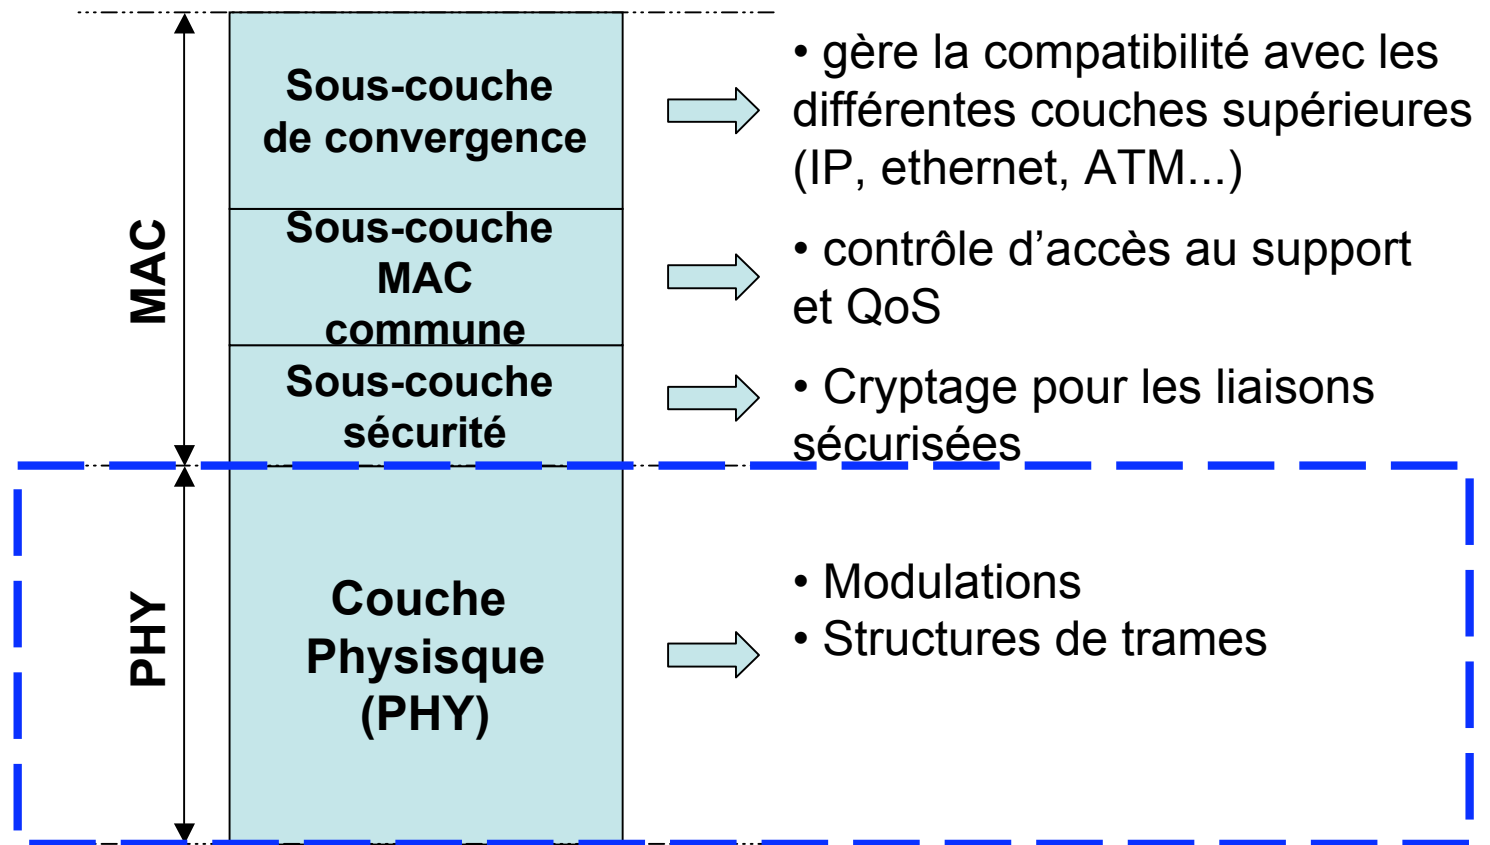 MAC
Sous-couche
de convergence
• gère la compatibilité avec les
différentes couches supérieures
(IP, ethernet, ATM...)
Sous-couche
MAC
commune
• contrôle d’accès au support
et QoS
Sous-couche
sécurité
• Cryptage pour les liaisons
sécurisées
PHY
Couche
Physisque
(PHY)
• Modulations
• Structures de trames